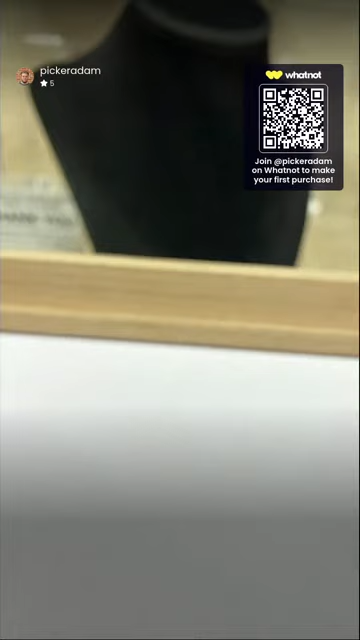 pickeradam
★ 5
whatnot
Join @pickeradam
on Whatnot to make
your first purchase!